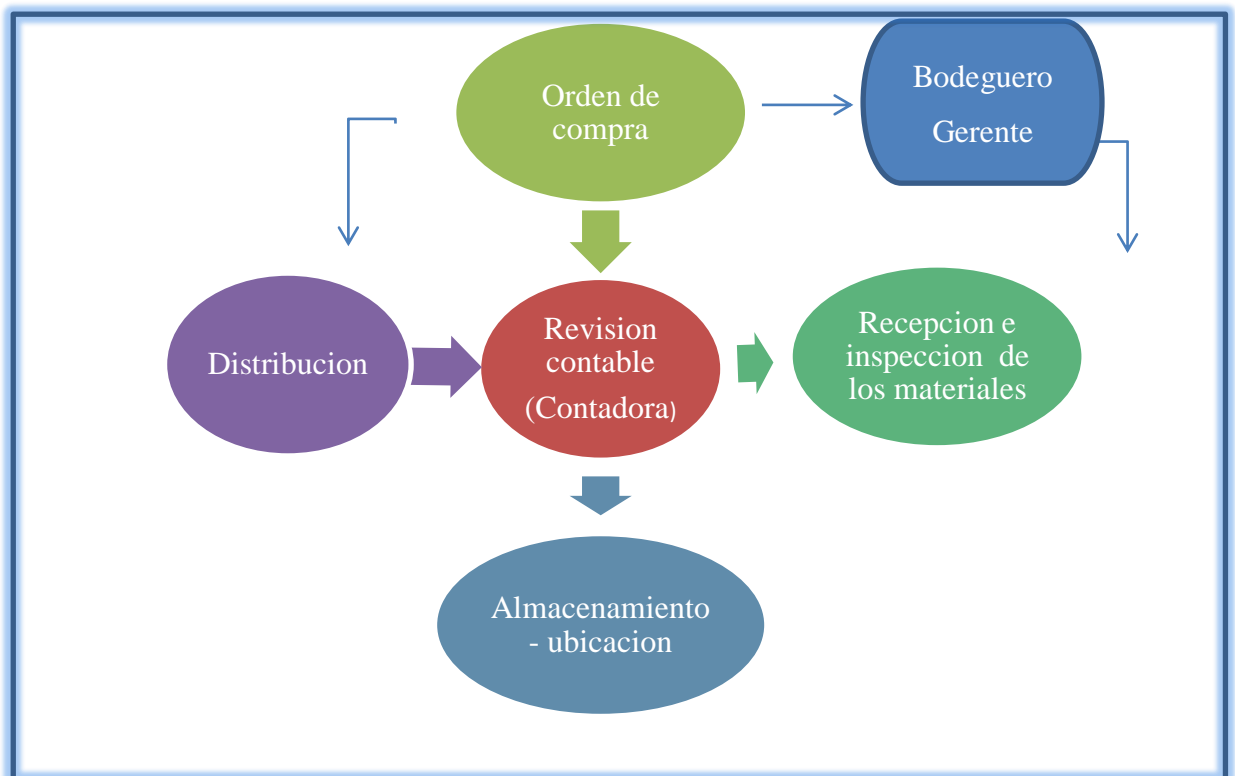 Orden de
compra
Bodeguero
Gerente
Distribucion
Revision
contable
(Contadora)
Recepcion e
inspeccion de
los materiales
Almacenamiento
- ubicacion